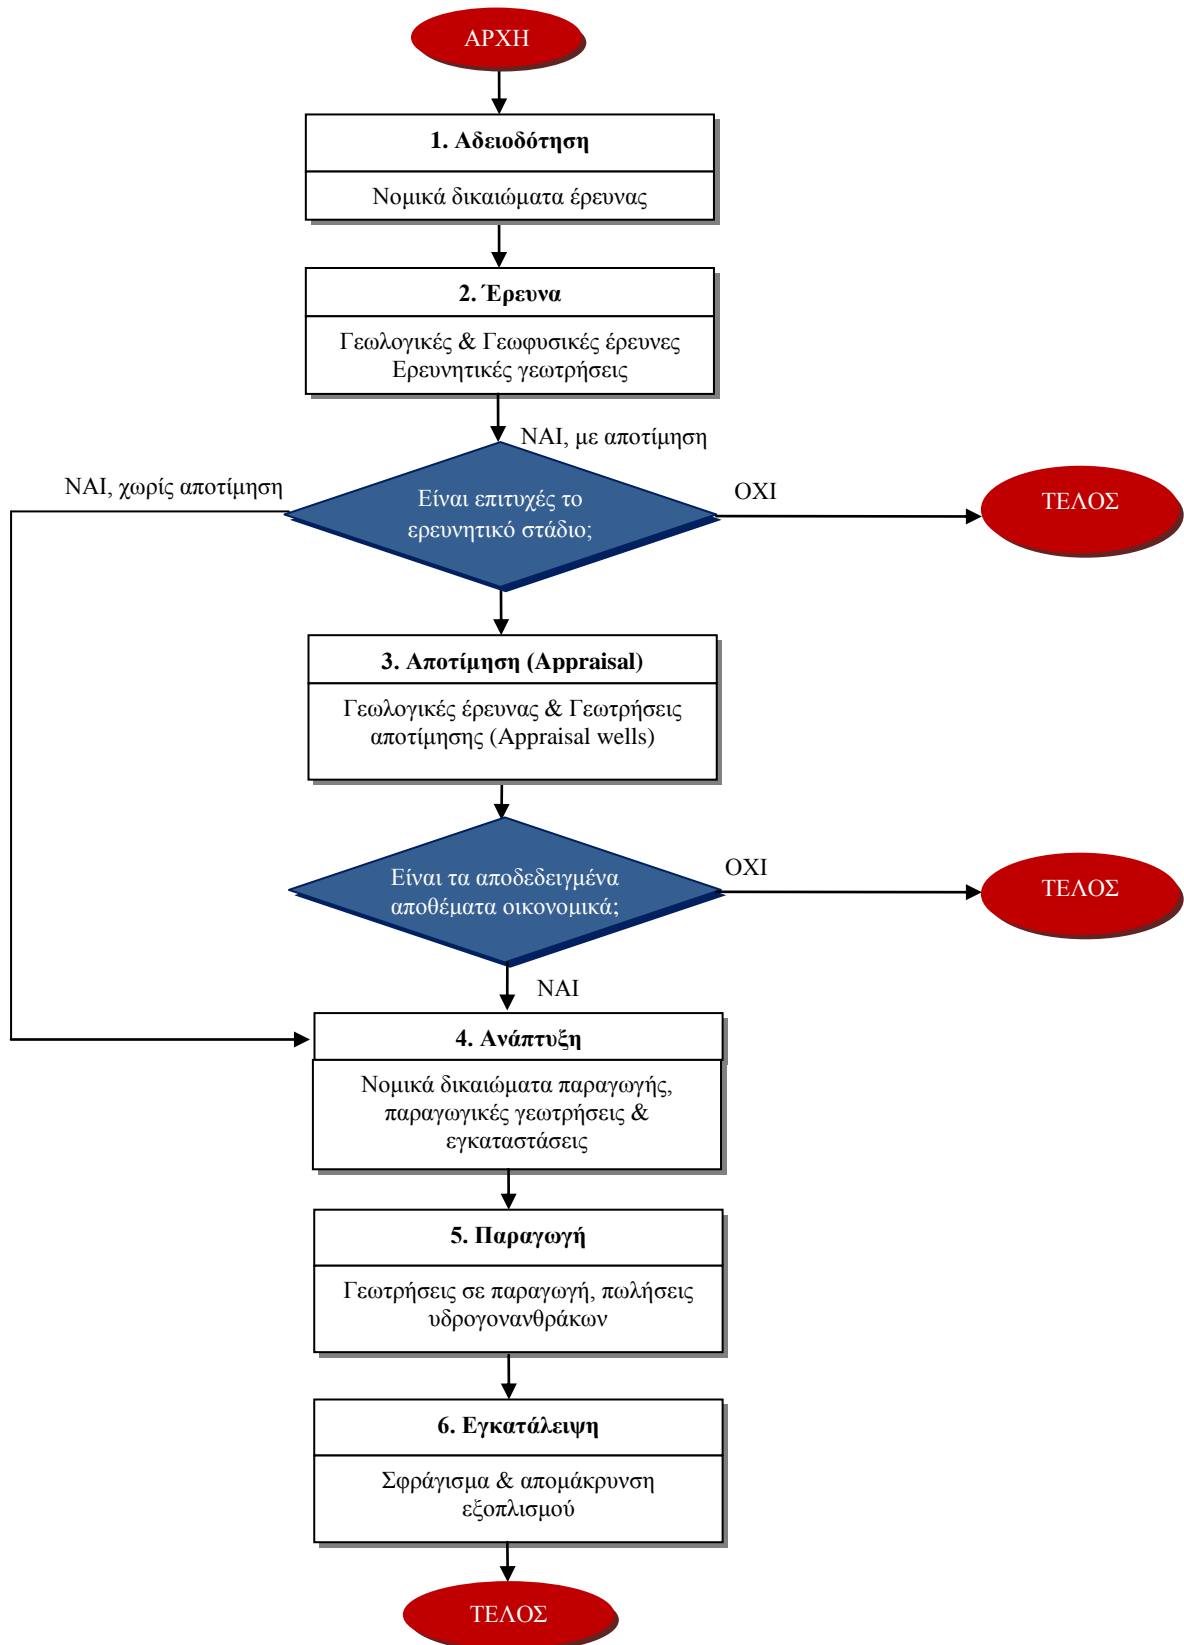 ΑΡΧΗ
1. Αδειοδότηση
Νομικά δικαιώματα έρευνας
2. Έρευνα
Γεωλογικές & Γεωφυσικές έρευνες
Ερευνητικές γεωτρήσεις
ΝΑΙ, με αποτίμηση
ΝΑΙ, χωρίς αποτίμηση
Είναι επιτυχές το
ερευνητικό στάδιο;
ΟΧΙ
ΤΕΛΟΣ
3. Αποτίμηση (Appraisal)
Γεωλογικές έρευνας & Γεωτρήσεις
αποτίμησης (Appraisal wells)
Είναι τα αποδεδειγμένα
αποθέματα οικονομικά;
ΟΧΙ
ΤΕΛΟΣ
ΝΑΙ
4. Ανάπτυξη
Νομικά δικαιώματα παραγωγής,
παραγωγικές γεωτρήσεις &
εγκαταστάσεις
5. Παραγωγή
Γεωτρήσεις σε παραγωγή, πωλήσεις
υδρογονανθράκων
6. Εγκατάλειψη
Σφράγισμα & απομάκρυνση
εξοπλισμού
ΤΕΛΟΣ